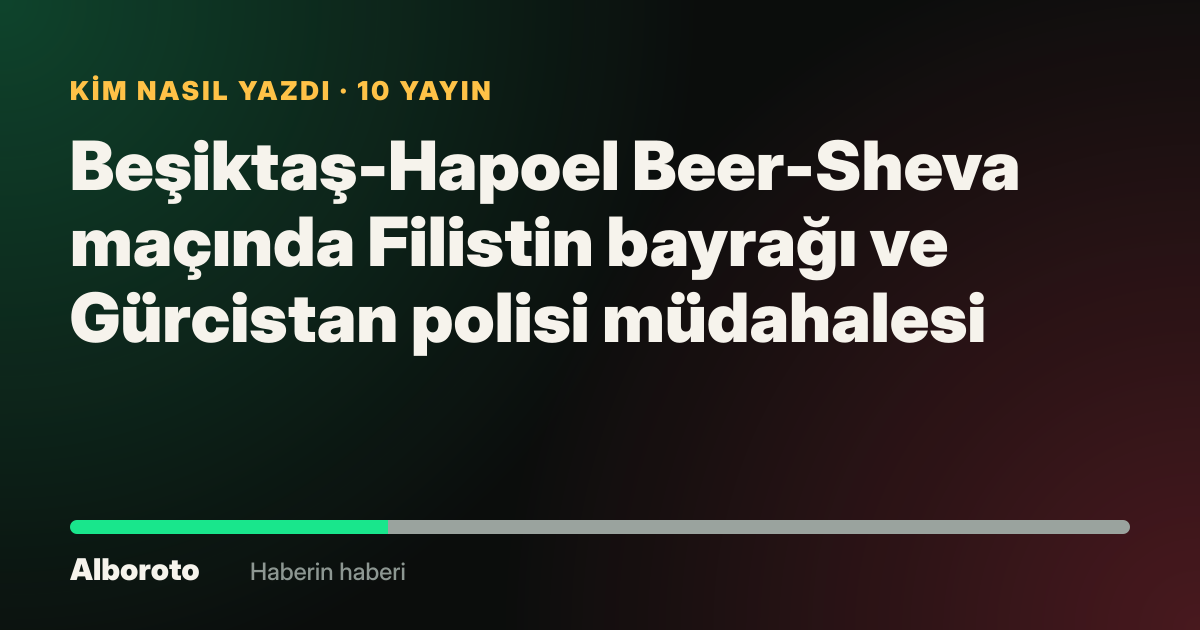 KİM NASIL YAZDI · 10 YAYIN
Beşiktaş-Hapoel Beer-Sheva
maçında Filistin bayrağı ve
Gürcistan polisi müdahalesi
Alboroto
Haberin haberi